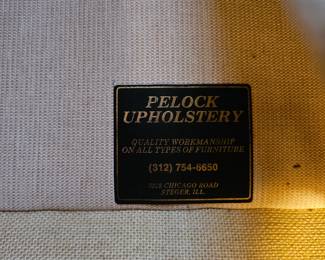 PELOCK
UPHOLSTERY
QUALITY WORKMANSHIP
ON ALL TYPES OF FURNITURE
(312) 754-6650
CHICAGO ROAD
STEGER, ILL.